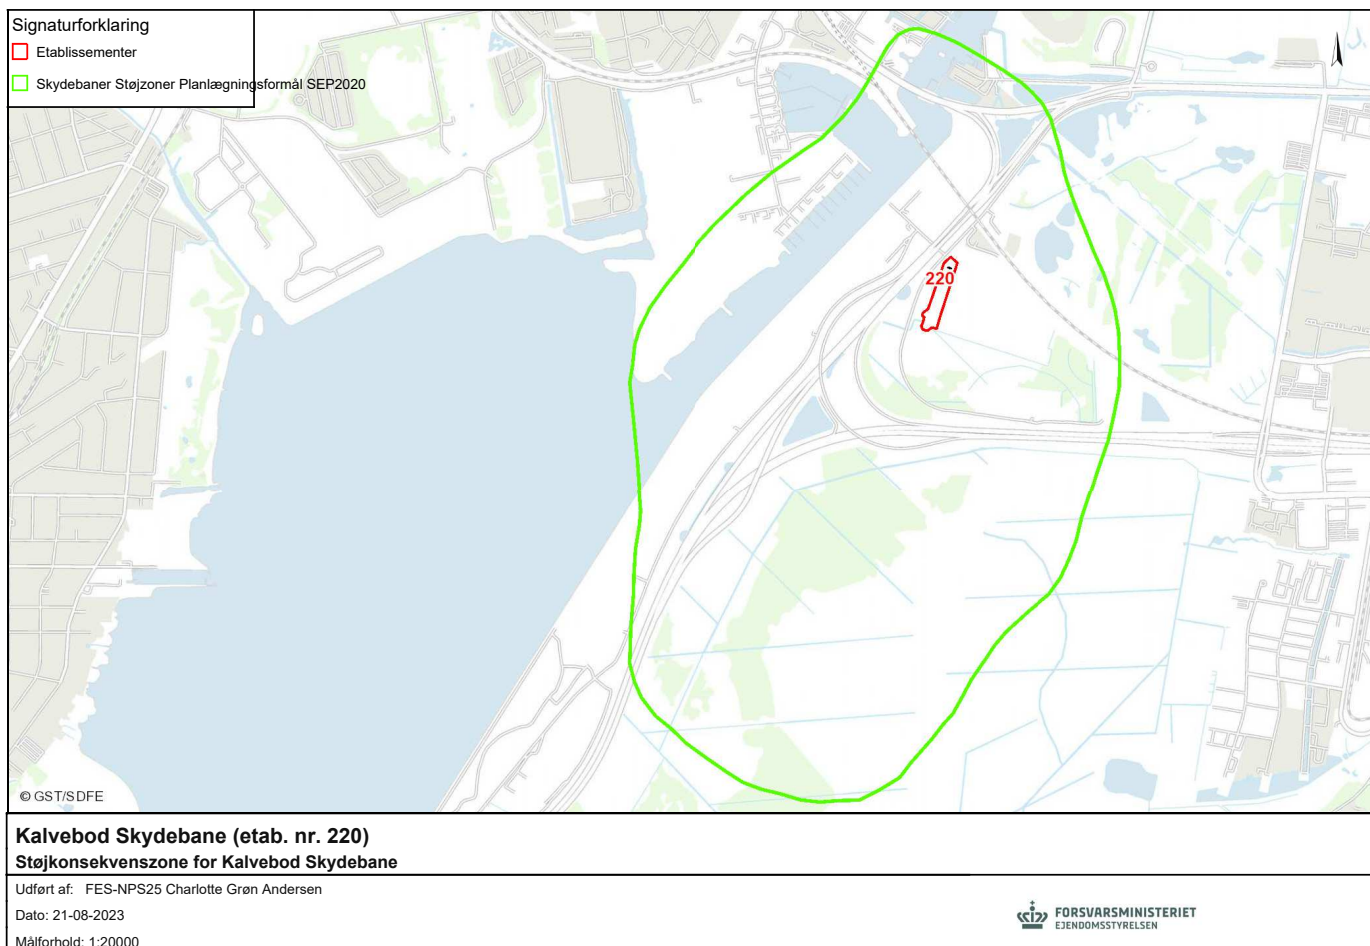 Signaturforklaring
Etablissementer
Skydebaner Støjzoner Planlægningsformål SEP2020
220
© GST/SDFE
Kalvebod Skydebane (etab. nr. 220)
Støjkonsekvenszone for Kalvebod Skydebane
Udført af: FES-NPS25 Charlotte Grøn Andersen
Dato: 21-08-2023
Målforhold: 1:20000
FORSVARSMINISTERIET
EJENDOMSSTYRELSEN